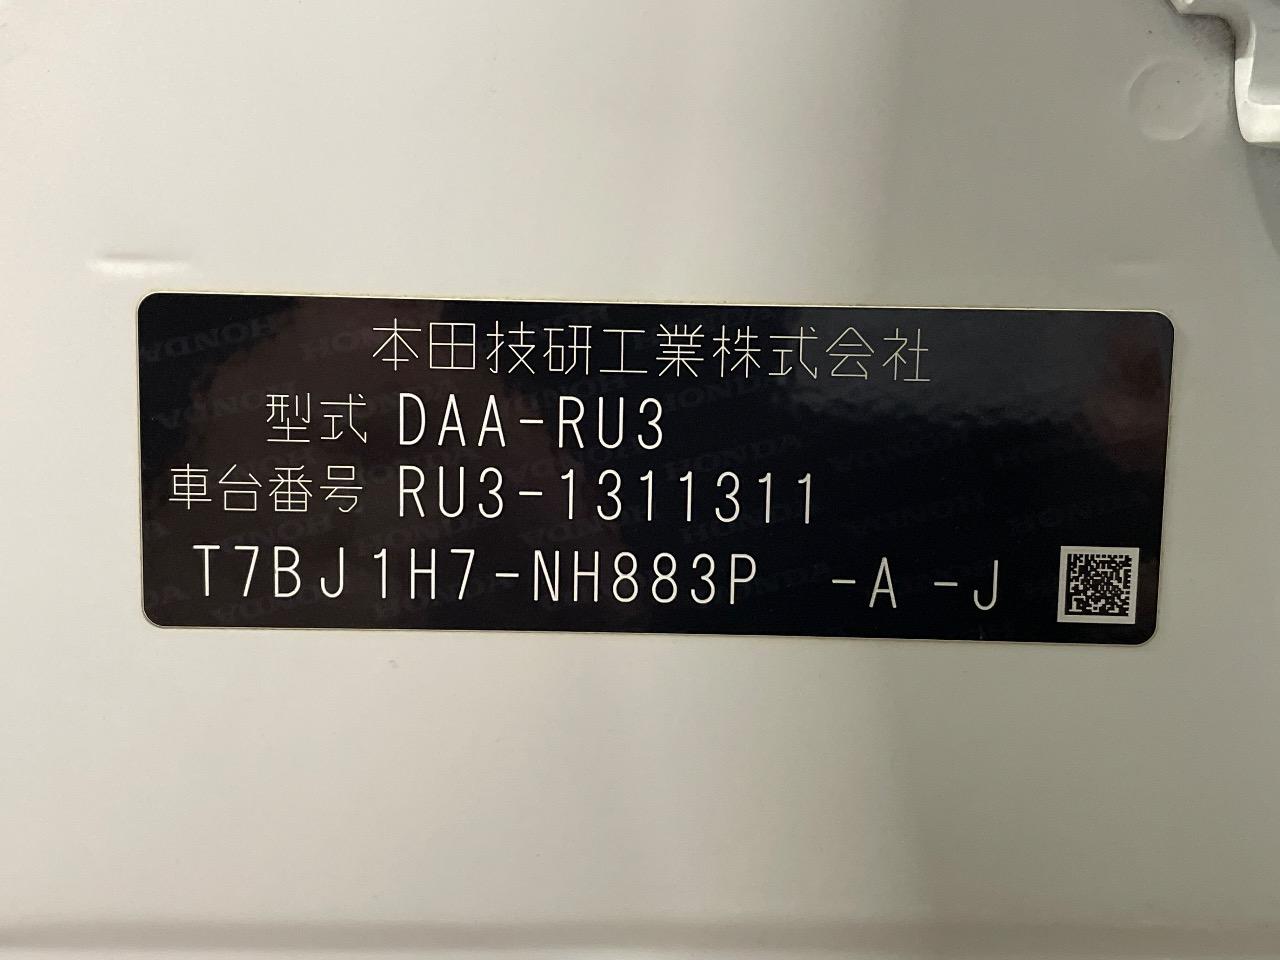 本田技研工業株式会社
型式 DAA-RU3
車台番号 RU3-1311311
T7BJ1H7-NH883P -A -J